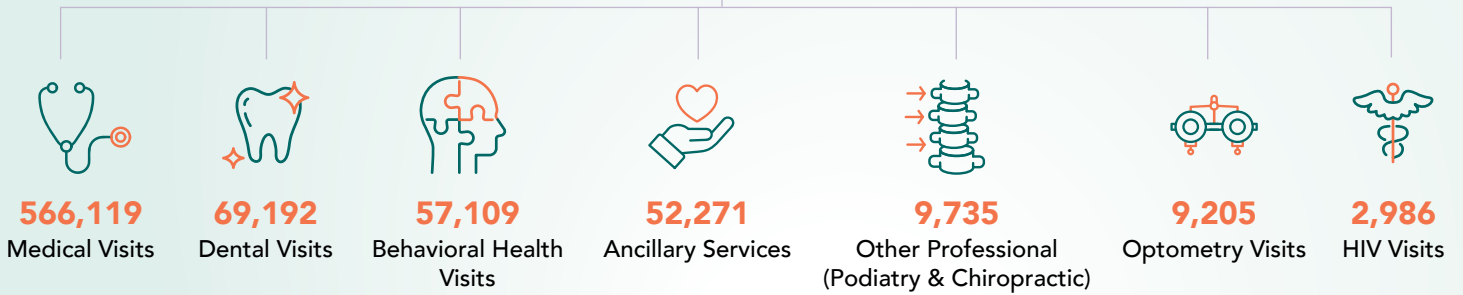 566,119
Medical Visits
69,192
Dental Visits
57,109
Behavioral Health
Visits
52,271
Ancillary Services
9,735
Other Professional
(Podiatry & Chiropractic)
9,205
Optometry Visits
2,986
HIV Visits